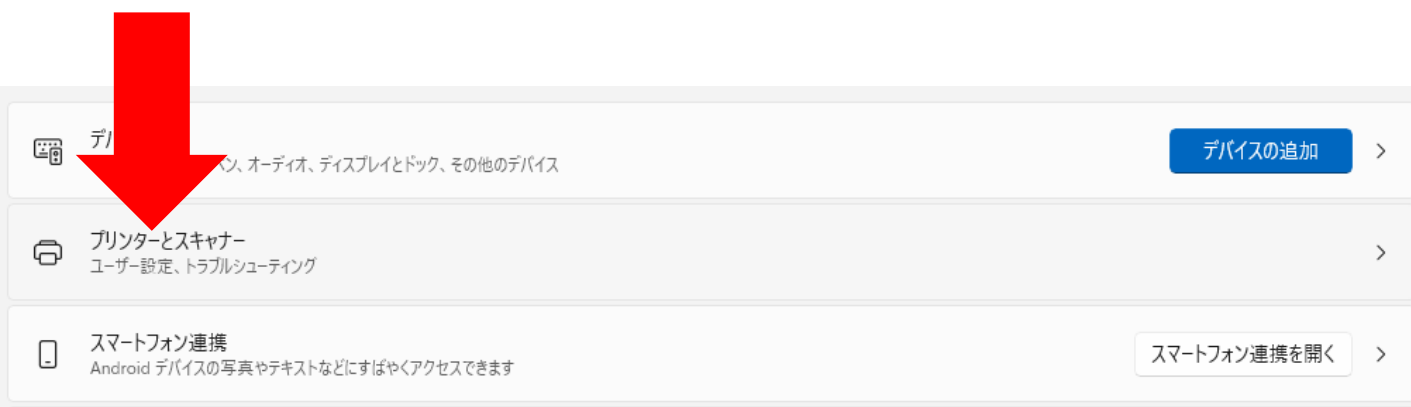 デバイスの追加
ペン、オーディオ、ディスプレイとドック、その他のデバイス
プリンターとスキャナー
ユーザー設定、トラブルシューティング
スマートフォン連携
スマートフォン連携を開く
Android デバイスの写真やテキストなどにすばやくアクセスできます